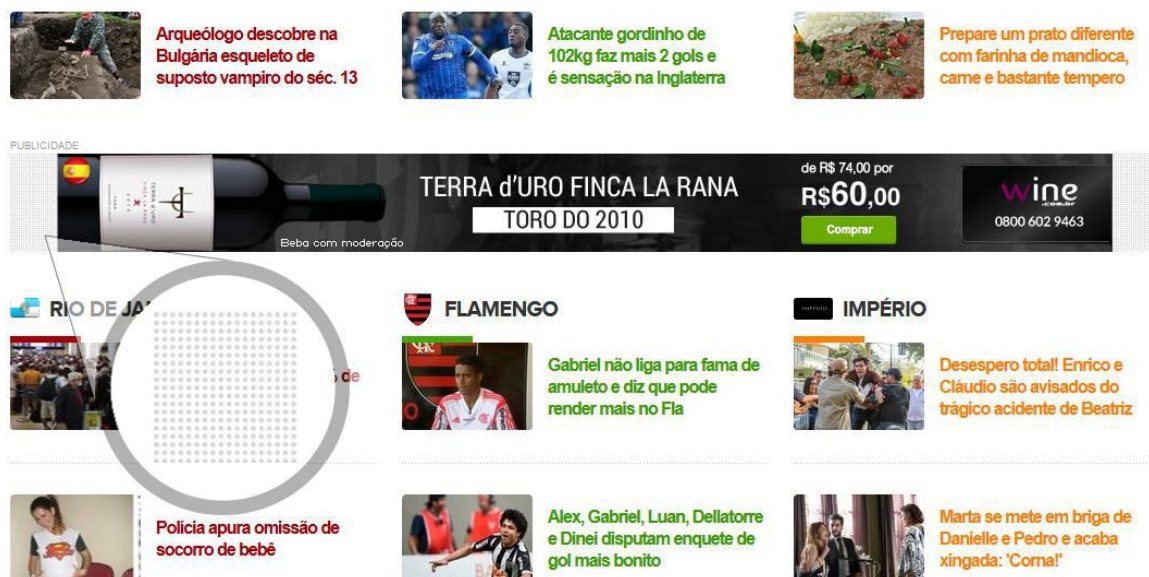 Arqueólogo descobre na
Bulgária esqueleto de
suposto vampiro do séc. 13
Atacante gordinho de
102kg faz mais 2 gols e
é sensação na Inglaterra
Prepare um prato diferente
com farinha de mandioca,
carne e bastante tempero
PUBLICIDADE
TERRA d'URO FINCA LA RANA
TORO DO 2010
Beba com moderação
de R$ 74,00 por
R$60,00
Comprar
wine
.com.br
0800 602 9463
RIO DE JA
FLAMENGO
IMPÉRIO
de
Gabriel não liga para fama de
amuleto e diz que pode
render mais no Fla
Desespero total! Enrico e
Cláudio são avisados do
trágico acidente de Beatriz
Polícia apura omissão de
socorro de bebê
Alex, Gabriel, Luan, Dellatorre
e Dinei disputam enquete de
gol mais bonito
Marta se mete em briga de
Danielle e Pedro e acaba
xingada: 'Corna!'